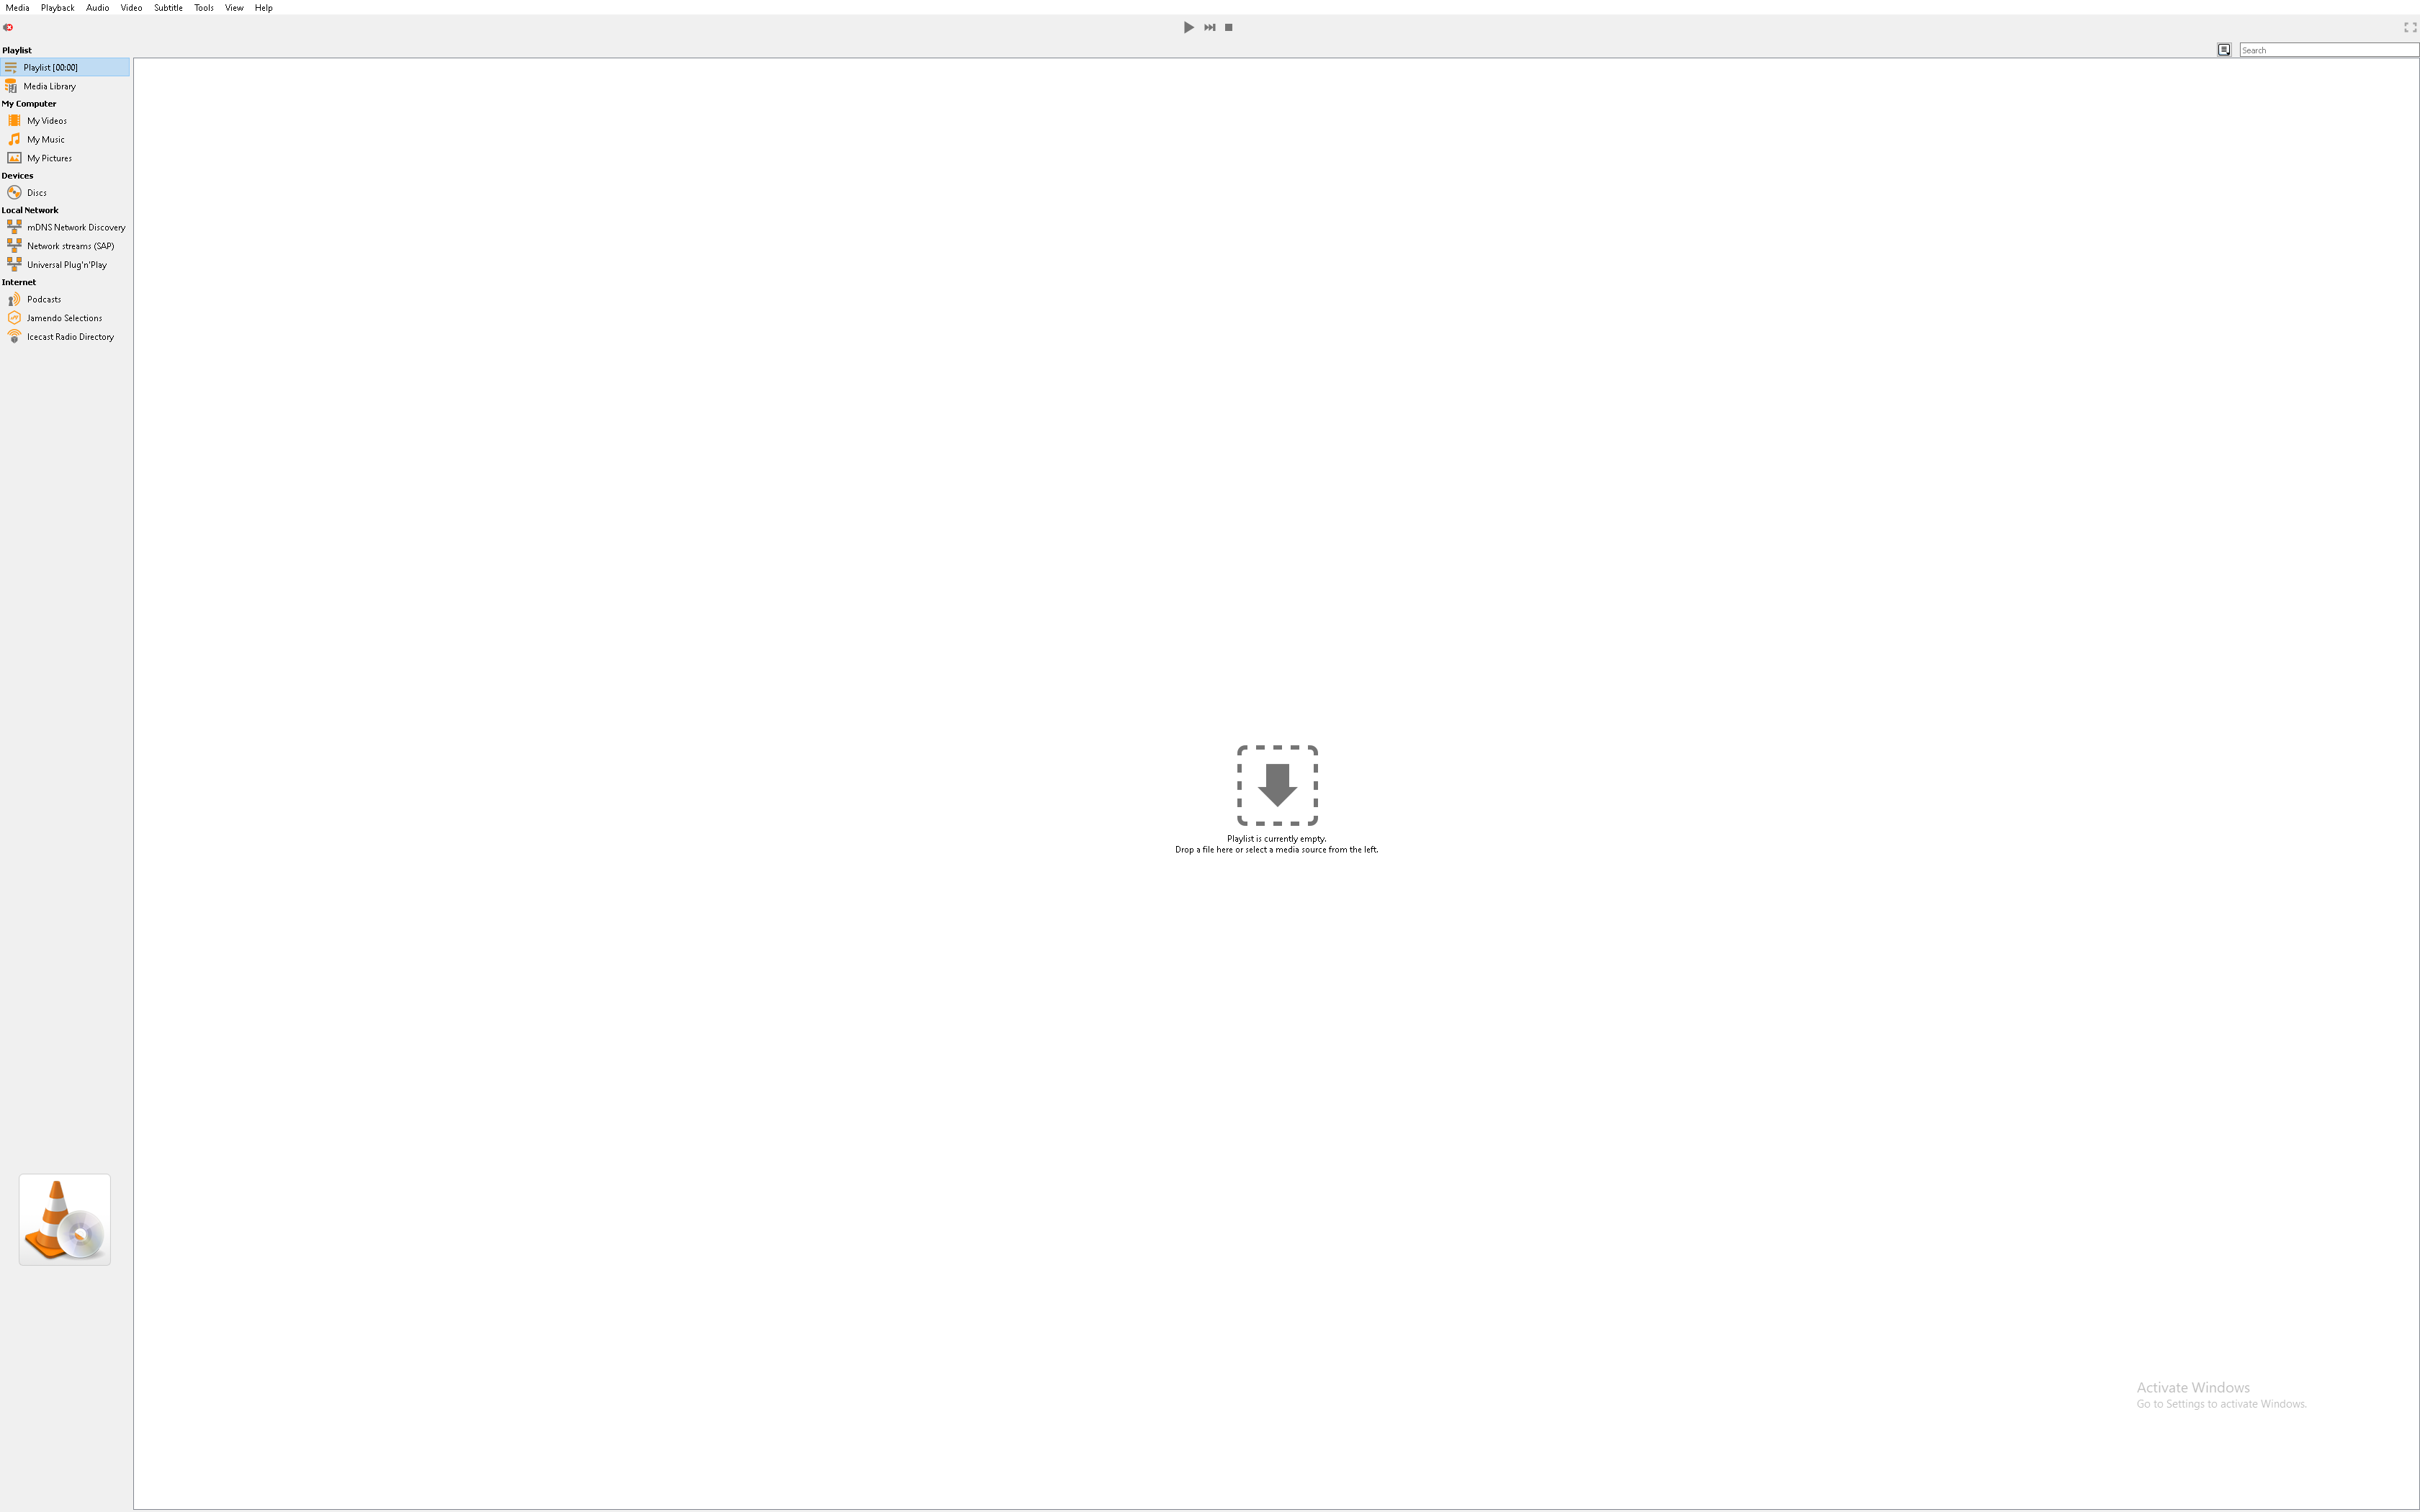 Media Playback Audio Video Subtitle Tools View Help
Playlist
Search
Playlist [00:00]
Media Library
My Computer
My Videos
My Music
My Pictures
Devices
Discs
Local Network
mDNS Network Discovery
Network streams (SAP)
Universal Plug'n'Play
Internet
Podcasts
Jamendo Selections
Icecast Radio Directory
Playlist is currently empty.
Drop a file here or select a media source from the left.
Activate Windows
Go to Settings to activate Windows.